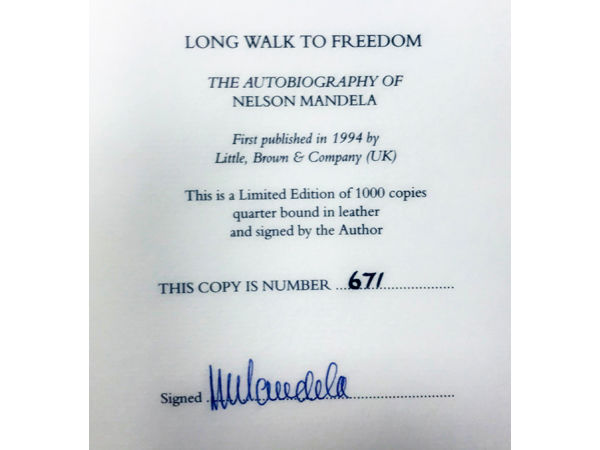 LONG WALK TO FREEDOM
THE AUTOBIOGRAPHY OF
NELSON MANDELA
First published in 1994 by
Little, Brown & Company (UK)
This is a Limited Edition of 1000 copies
quarter bound in leather
and signed by the Author
THIS COPY IS NUMBER ...671......................
Signed .NMandela...........................